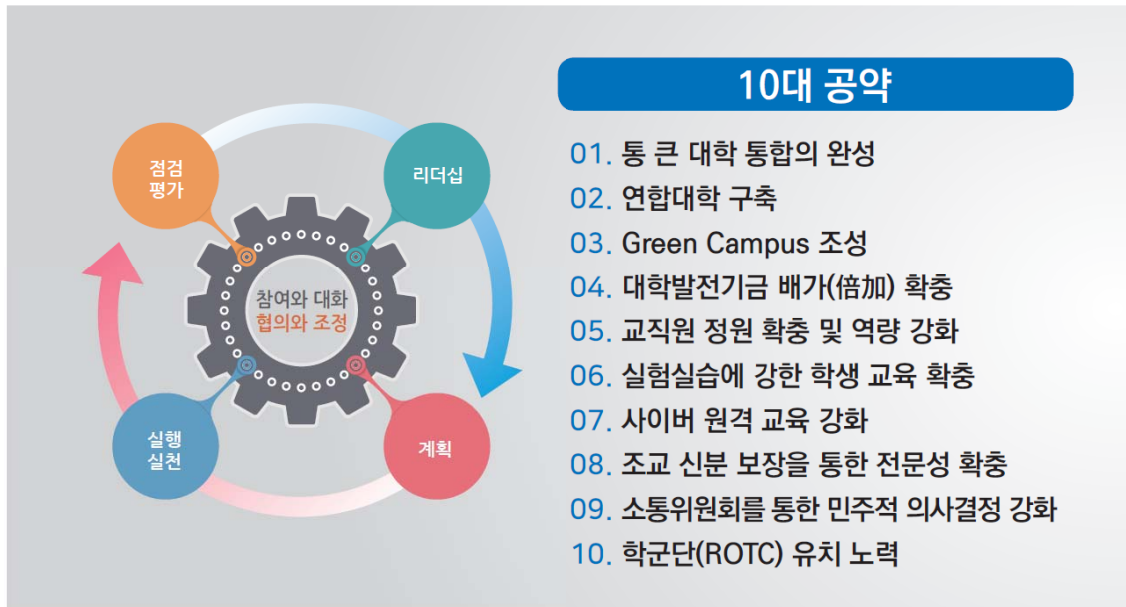 점검
평가
리더십
참여와 대화
협의와 조정
실행
실천
계획
10대 공약
01. 통 큰 대학 통합의 완성
02. 연합대학 구축
03. Green Campus 조성
04. 대학발전기금 배가(倍加) 확충
05. 교직원 정원 확충 및 역량 강화
06. 실험실습에 강한 학생 교육 확충
07. 사이버 원격 교육 강화
08. 조교 신분 보장을 통한 전문성 확충
09. 소통위원회를 통한 민주적 의사결정 강화
10. 학군단(ROTC) 유치 노력